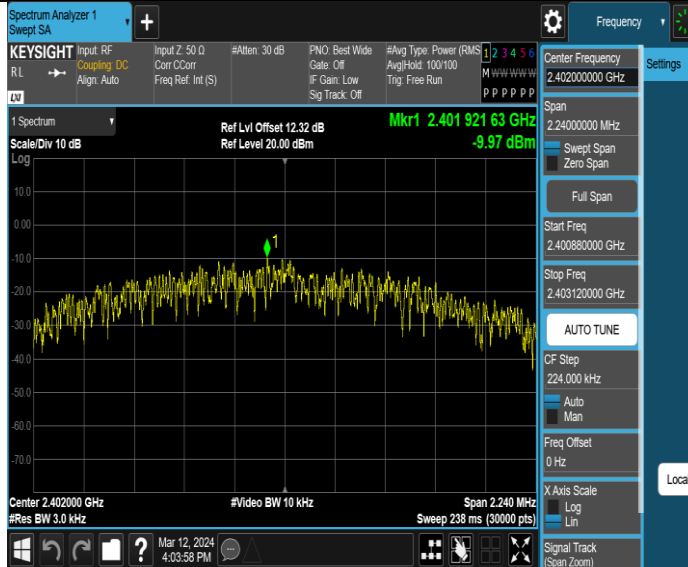 Spectrum Analyzer 1
Swept SA
Frequency
KEYSIGHT
RL
LXI
Input: RF
Coupling: DC
Align: Auto
Input Z: 50 Ω
Corr CCorr
Freq Ref: Int (S)
#Atten: 30 dB
PNO: Best Wide
Gate: Off
IF Gain: Low
Sig Track: Off
#Avg Type: Power (RMS
Avg|Hold: 100/100
Trig: Free Run
1 2 3 4 5 6
M W W W W W
P P P P P P
1 Spectrum
Scale/Div 10 dB
Log
Ref Lvl Offset 12.32 dB
Ref Level 20.00 dBm
Mkr1 2.401 921 63 GHz
-9.97 dBm
10.0
0.00
-10.0
-20.0
-30.0
-40.0
-50.0
-60.0
-70.0
1
Center 2.402000 GHz
#Res BW 3.0 kHz
#Video BW 10 kHz
Span 2.240 MHz
Sweep 238 ms (30000 pts)
Mar 12, 2024
4:03:58 PM
?
Center Frequency
2.402000000 GHz
Span
2.24000000 MHz
Swept Span
Zero Span
Full Span
Start Freq
2.400880000 GHz
Stop Freq
2.403120000 GHz
AUTO TUNE
CF Step
224.000 kHz
Auto
Man
Freq Offset
0 Hz
X Axis Scale
Log
Lin
Signal Track
(Span Zoom)
Settings
Loca